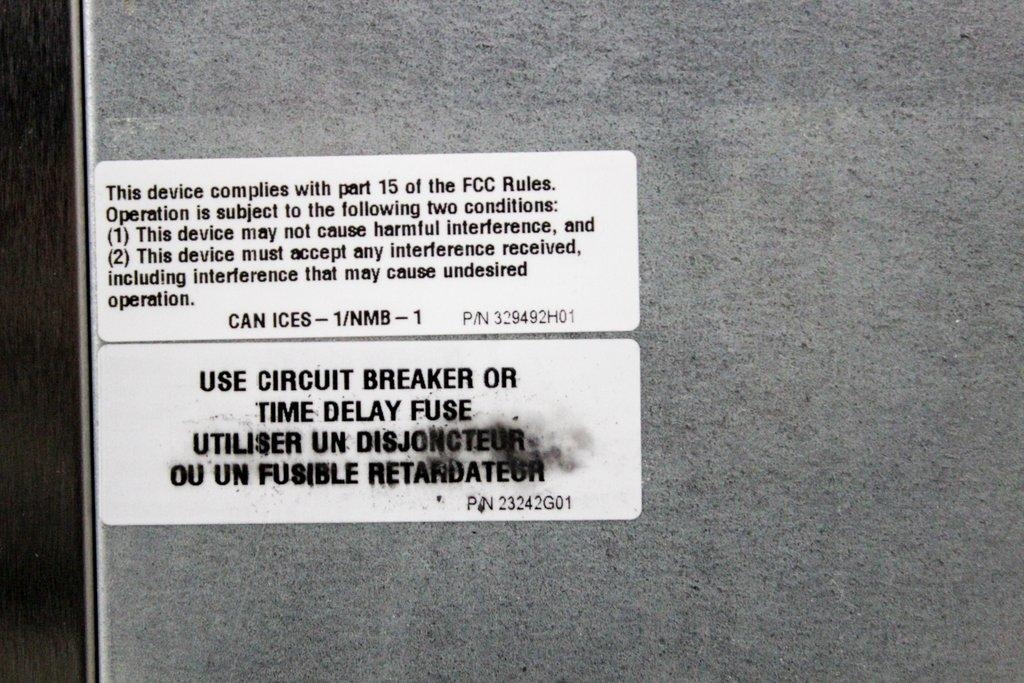 This device complies with part 15 of the FCC Rules.
Operation is subject to the following two conditions:
(1) This device may not cause harmful interference, and
(2) This device must accept any interference received,
including interference that may cause undesired
operation.
CAN ICES – 1/NMB – 1 P/N 329492H01
USE CIRCUIT BREAKER OR
TIME DELAY FUSE
UTILISER UN DISJONCTEUR
OU UN FUSIBLE RETARDATEUR
P/N 23242G01